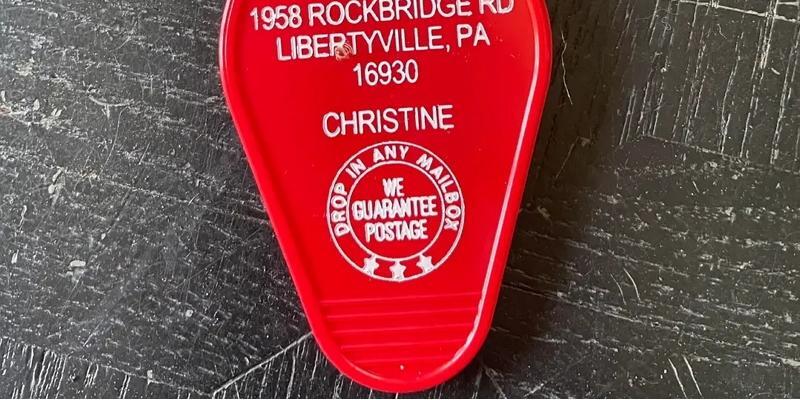 1958 ROCKBRIDGE RD
LIBERTYVILLE, PA
16930
CHRISTINE
DROP IN ANY MAILBOX
WE
GUARANTEE
POSTAGE